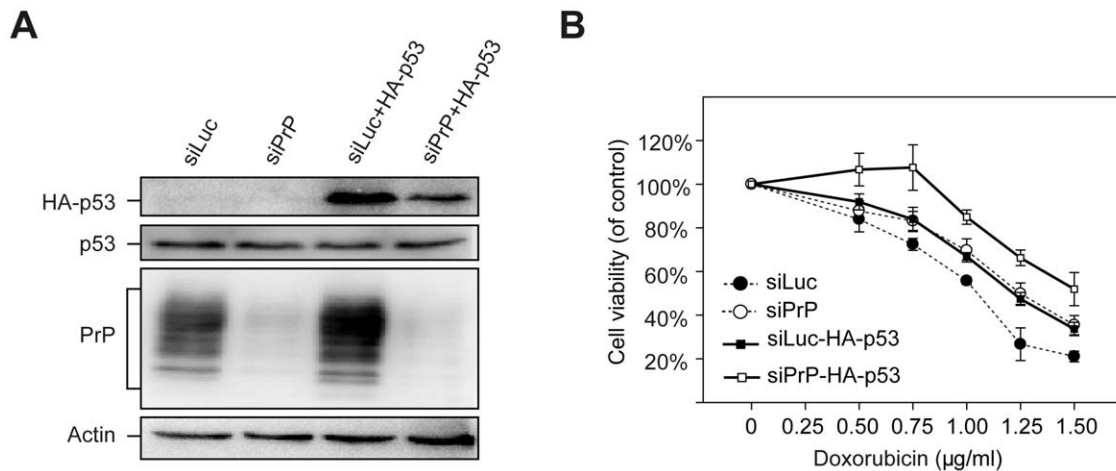 A
siLuc
siPrP
siLuc+HA-p53
siPrP+HA-p53
HA-p53
p53
PrP
Actin
B
Cell viability (of control)
120%
100%
80%
60%
40%
20%
siLuc
siPrP
siLuc-HA-p53
siPrP-HA-p53
0 0.25 0.50 0.75 1.00 1.25 1.50
Doxorubicin (µg/ml)